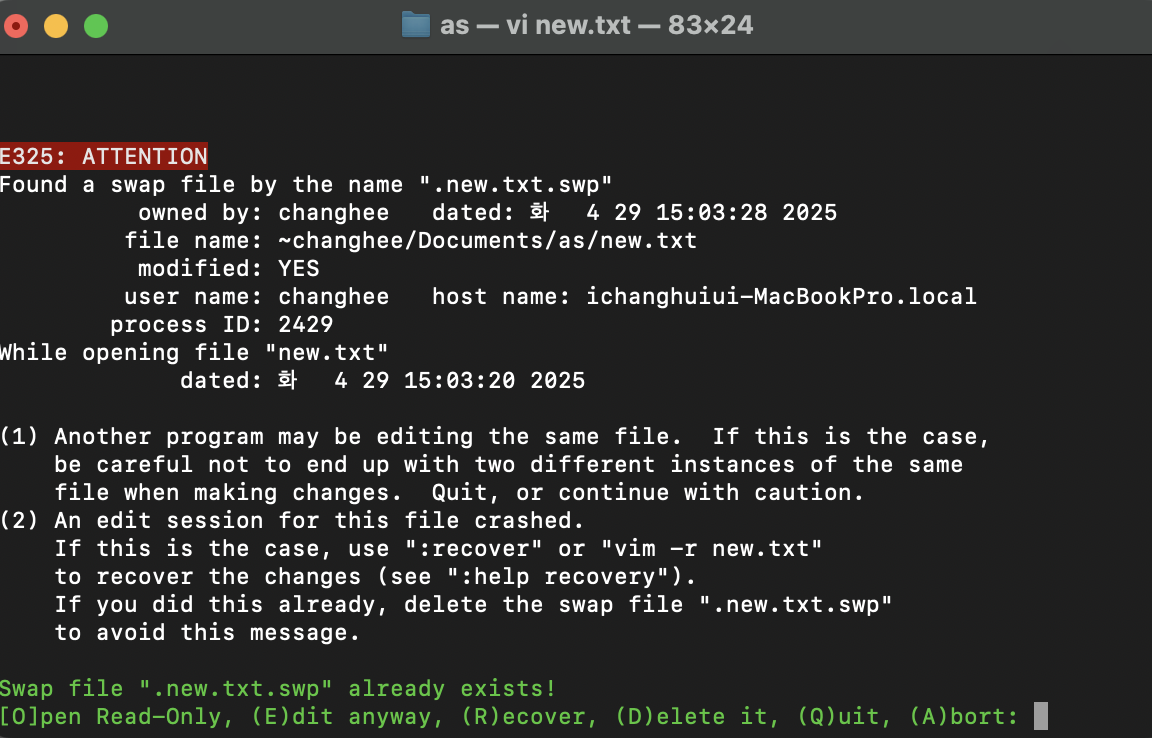 as — vi new.txt — 83×24
E325: ATTENTION
Found a swap file by the name ".new.txt.swp"
          owned by: changhee   dated: 화   4 29 15:03:28 2025
         file name: ~changhee/Documents/as/new.txt
          modified: YES
         user name: changhee   host name: ichanghuiui-MacBookPro.local
        process ID: 2429
While opening file "new.txt"
             dated: 화   4 29 15:03:20 2025
(1) Another program may be editing the same file.  If this is the case,
    be careful not to end up with two different instances of the same
    file when making changes.  Quit, or continue with caution.
(2) An edit session for this file crashed.
    If this is the case, use ":recover" or "vim -r new.txt"
    to recover the changes (see ":help recovery").
    If you did this already, delete the swap file ".new.txt.swp"
    to avoid this message.
Swap file ".new.txt.swp" already exists!
[O]pen Read-Only, (E)dit anyway, (R)ecover, (D)elete it, (Q)uit, (A)bort: